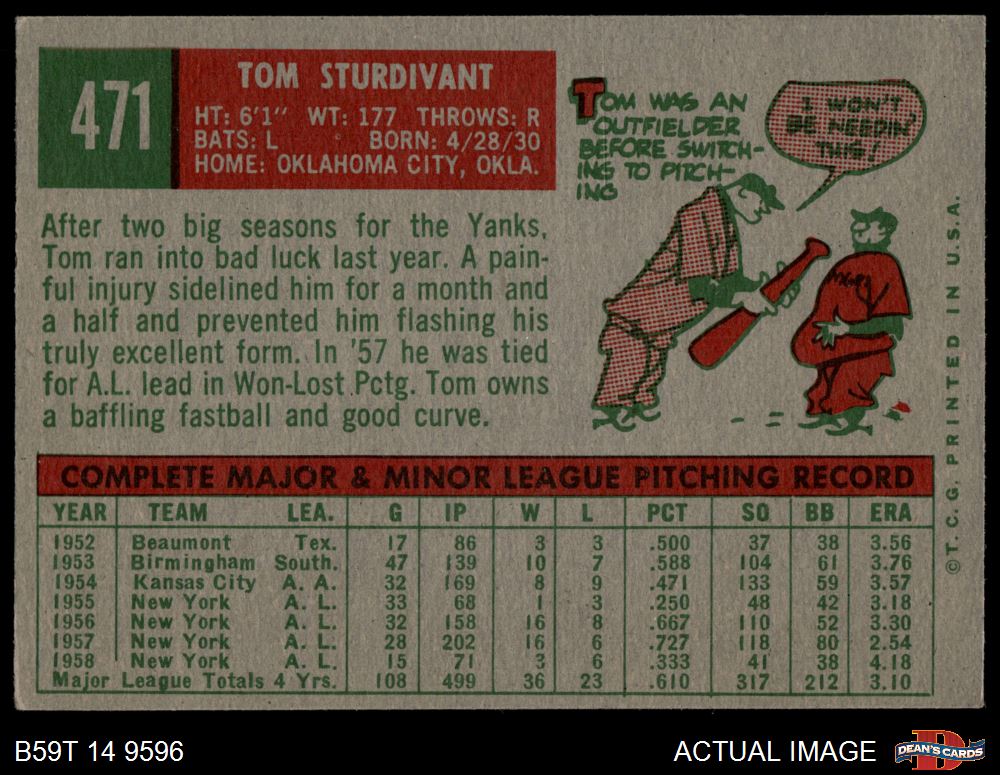 471
TOM STURDIVANT
HT: 6'1" WT: 177 THROWS: R
BATS: L BORN: 4/28/30
HOME: OKLAHOMA CITY, OKLA.
After two big seasons for the Yanks,
Tom ran into bad luck last year. A pain-
ful injury sidelined him for a month and
a half and prevented him flashing his
truly excellent form. In '57 he was tied
for A.L. lead in Won-Lost Pctg. Tom owns
a baffling fastball and good curve.
TOM WAS AN
OUTFIELDER
BEFORE SWITCH-
ING TO PITCH-
ING
I WON'T
BE NEEDIN'
THIS!
COMPLETE MAJOR & MINOR LEAGUE PITCHING RECORD
YEAR TEAM LEA. G IP W L PCT SO BB ERA
1952 Beaumont Tex. 17 86 3 3 .500 37 38 3.56
1953 Birmingham South. 47 139 10 7 .588 104 61 3.76
1954 Kansas City A. A. 32 169 8 9 .471 133 59 3.57
1955 New York A. L. 33 68 1 3 .250 48 42 3.18
1956 New York A. L. 32 158 16 8 .667 110 52 3.30
1957 New York A. L. 28 202 16 6 .727 118 80 2.54
1958 New York A. L. 15 71 3 6 .333 41 38 4.18
Major League Totals 4 Yrs. 108 499 36 23 .610 317 212 3.10
© T. C. G. PRINTED IN U.S.A.
B59T 14 9596
ACTUAL IMAGE
DEAN'S CARDS